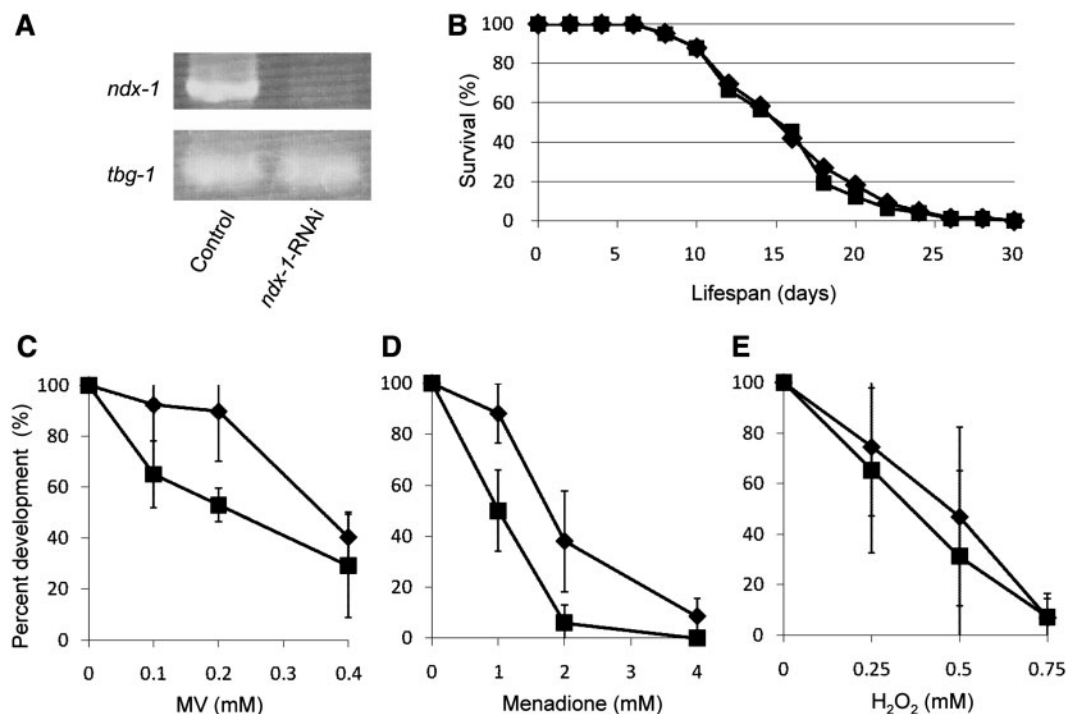 A
ndx-1
tbg-1
Control
ndx-1-RNAi
B
Survival (%)
100
80
60
40
20
0
0 5 10 15 20 25 30
Lifespan (days)
C
Percent development (%)
100
80
60
40
20
0
0 0.1 0.2 0.3 0.4
MV (mM)
D
100
80
60
40
20
0
0 1 2 3 4
Menadione (mM)
E
100
80
60
40
20
0
0 0.25 0.5 0.75
H₂O₂ (mM)